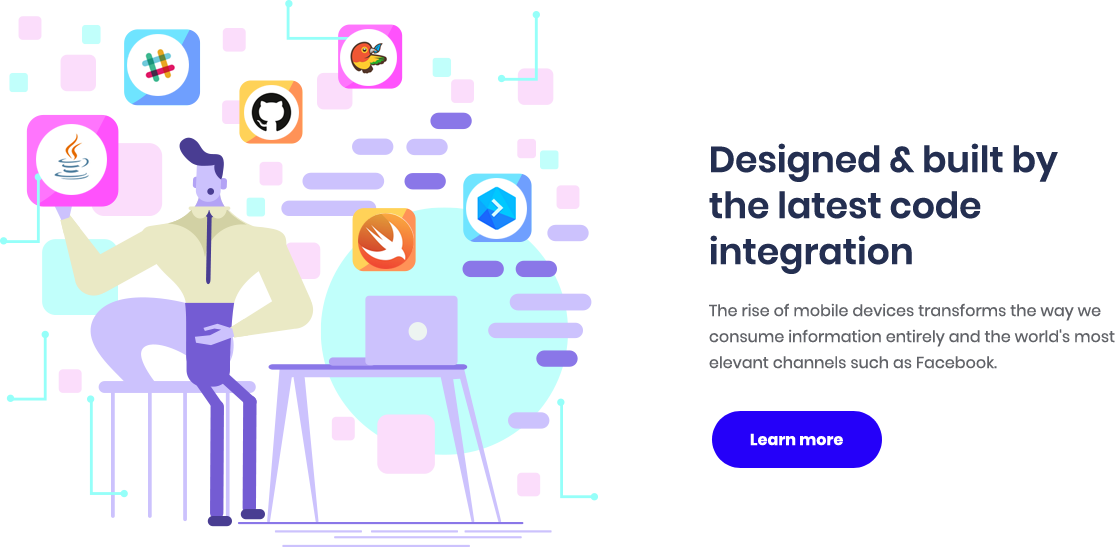 Designed & built by
the latest code
integration
The rise of mobile devices transforms the way we
consume information entirely and the world's most
elevant channels such as Facebook.
Learn more